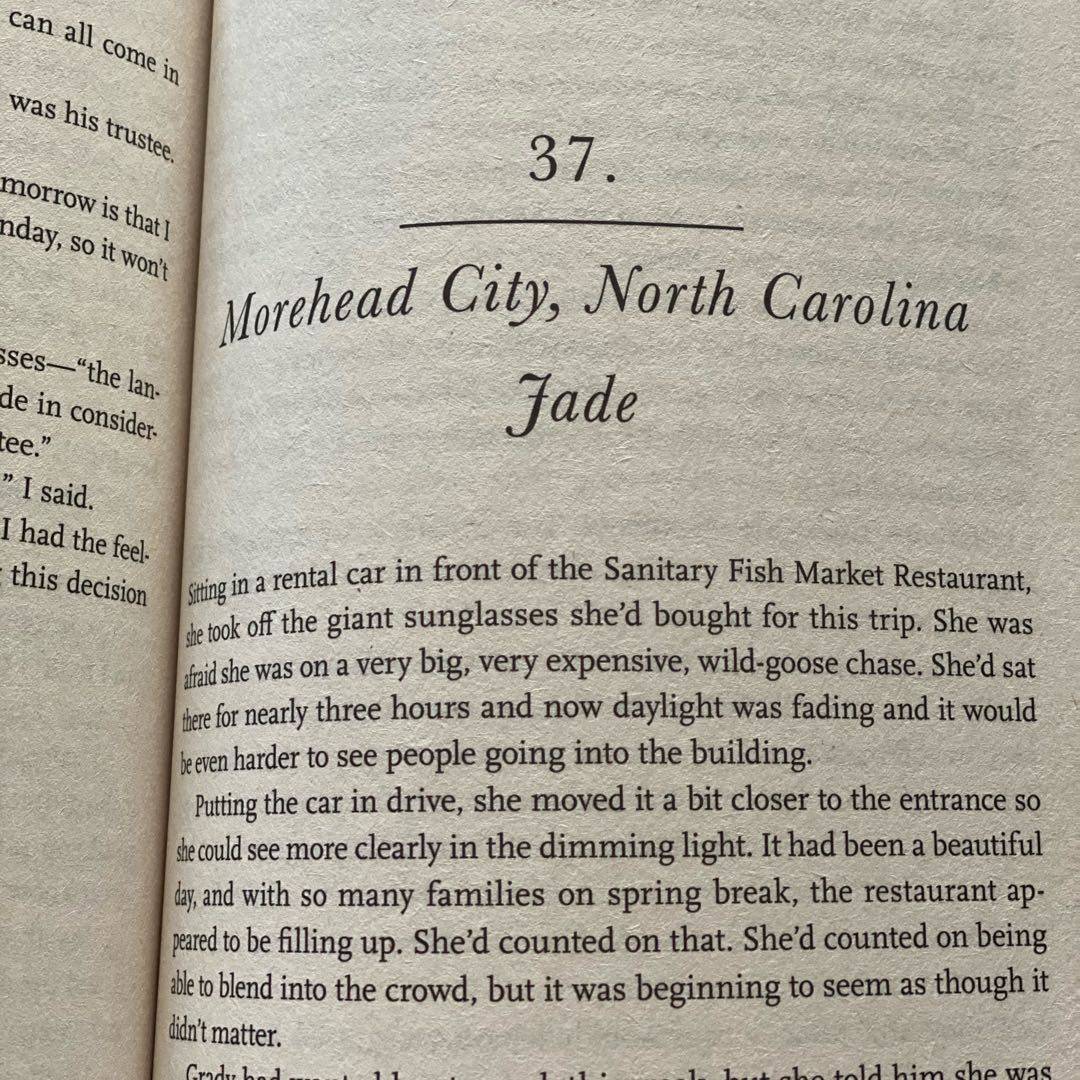 can all come in
was his trustee.
morrow is that I
nday, so it won't
sses—“the lan-
de in consider-
tee.”
” I said.
I had the feel-
this decision
37.
Morehead City, North Carolina
Jade
Sitting in a rental car in front of the Sanitary Fish Market Restaurant,
she took off the giant sunglasses she’d bought for this trip. She was
afraid she was on a very big, very expensive, wild-goose chase. She’d sat
there for nearly three hours and now daylight was fading and it would
be even harder to see people going into the building.
Putting the car in drive, she moved it a bit closer to the entrance so
she could see more clearly in the dimming light. It had been a beautiful
day, and with so many families on spring break, the restaurant ap-
peared to be filling up. She’d counted on that. She’d counted on being
able to blend into the crowd, but it was beginning to seem as though it
didn’t matter.
Grady had but she told him she was